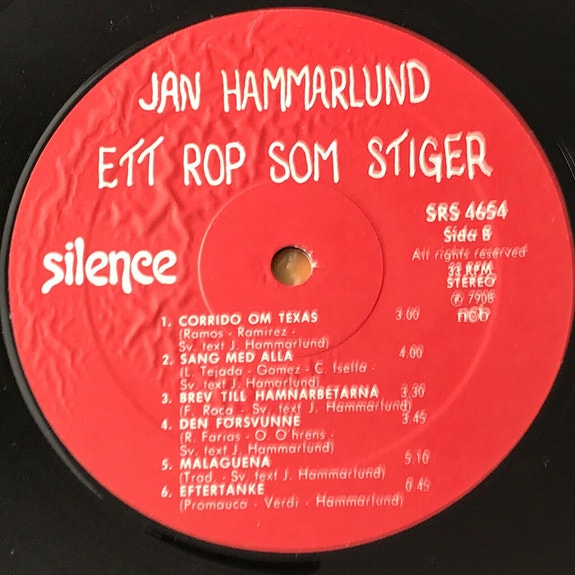 JAN HAMMARLUND
ETT ROP SOM STIGER
silence
SRS 4654
Sida B
All rights reserved
33 RPM
STEREO
Ⓟ 7908
ncb
1. CORRIDO OM TEXAS 3.00
(Ramos - Ramirez -
Sv. text J. Hammarlund)
2. SANG MED ALLA 4.00
(L. Tejada - Gomez - C. Isella -
Sv. text J. Hamarlund)
3. BREV TILL HAMNARBETARNA 3.30
(F. Roca - Sv. text J. Hammarlund)
4. DEN FÖRSVUNNE 3.45
(R. Farias - O. O'hrens -
Sv. text J. Hammarlund)
5. MALAGUENA 5.10
(Trad. - Sv. text J. Hammarlund)
6. EFTERTANKE 0.45
(Promauca - Verdi - Hammarlund)